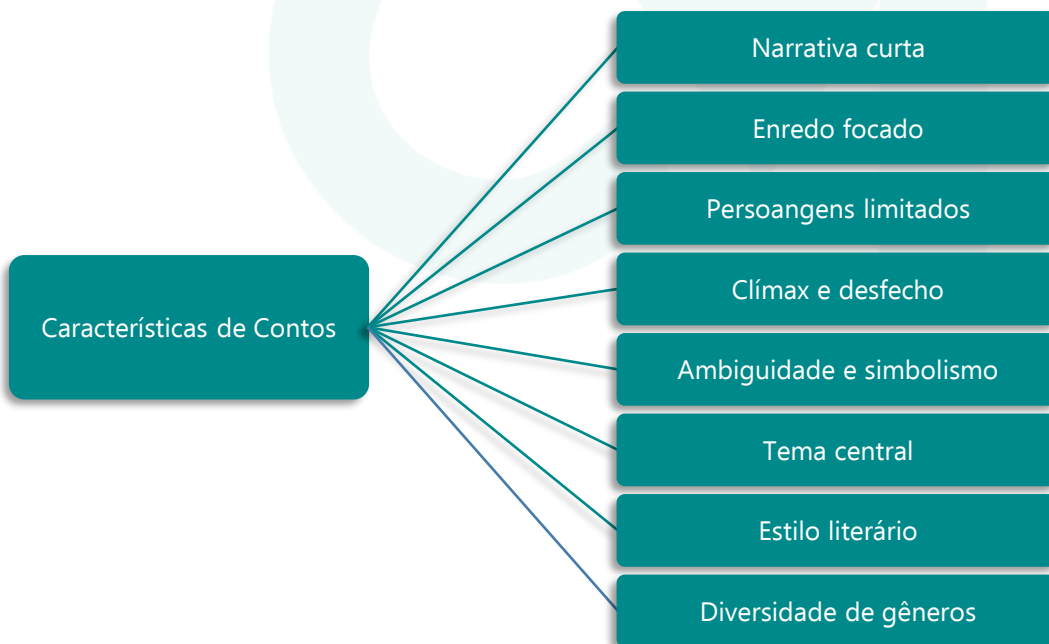 Narrativa curta
Enredo focado
Persoangens limitados
Clímax e desfecho
Características de Contos
Ambiguidade e simbolismo
Tema central
Estilo literário
Diversidade de gêneros